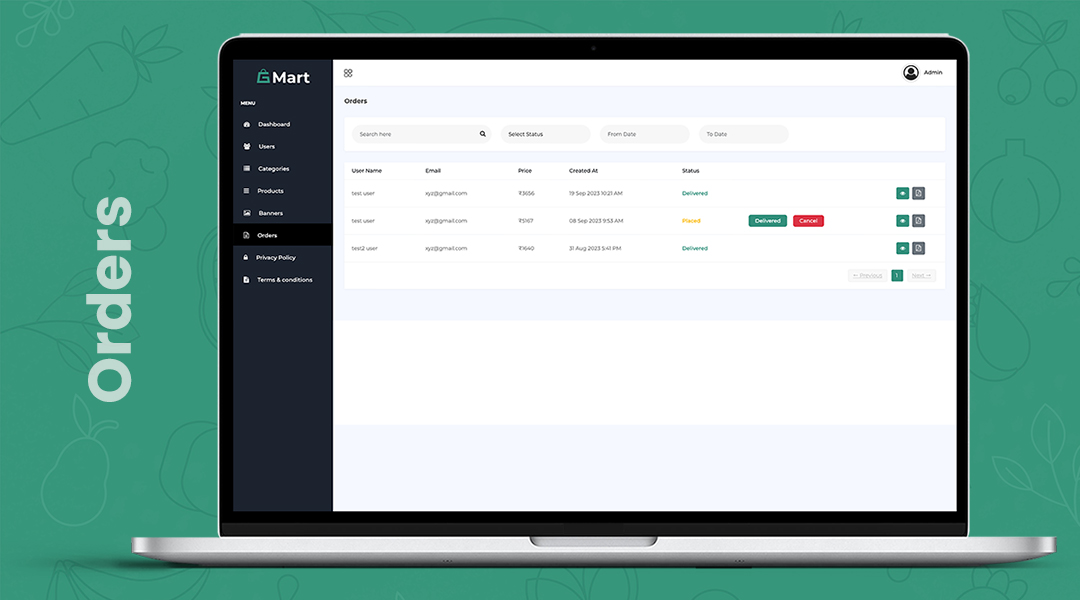 Orders
GMart
Admin
MENU
Dashboard
Users
Categories
Products
Banners
Orders
Privacy Policy
Terms & conditions
Orders
Search here Select Status From Date To Date
User Name Email Price Created At Status
test user xyz@gmail.com ₹3656 19 Sep 2023 10:21 AM Delivered
test user xyz@gmail.com ₹5167 08 Sep 2023 9:53 AM Placed Delivered Cancel
test2 user xyz@gmail.com ₹1640 31 Aug 2023 5:41 PM Delivered
← Previous 1 Next →